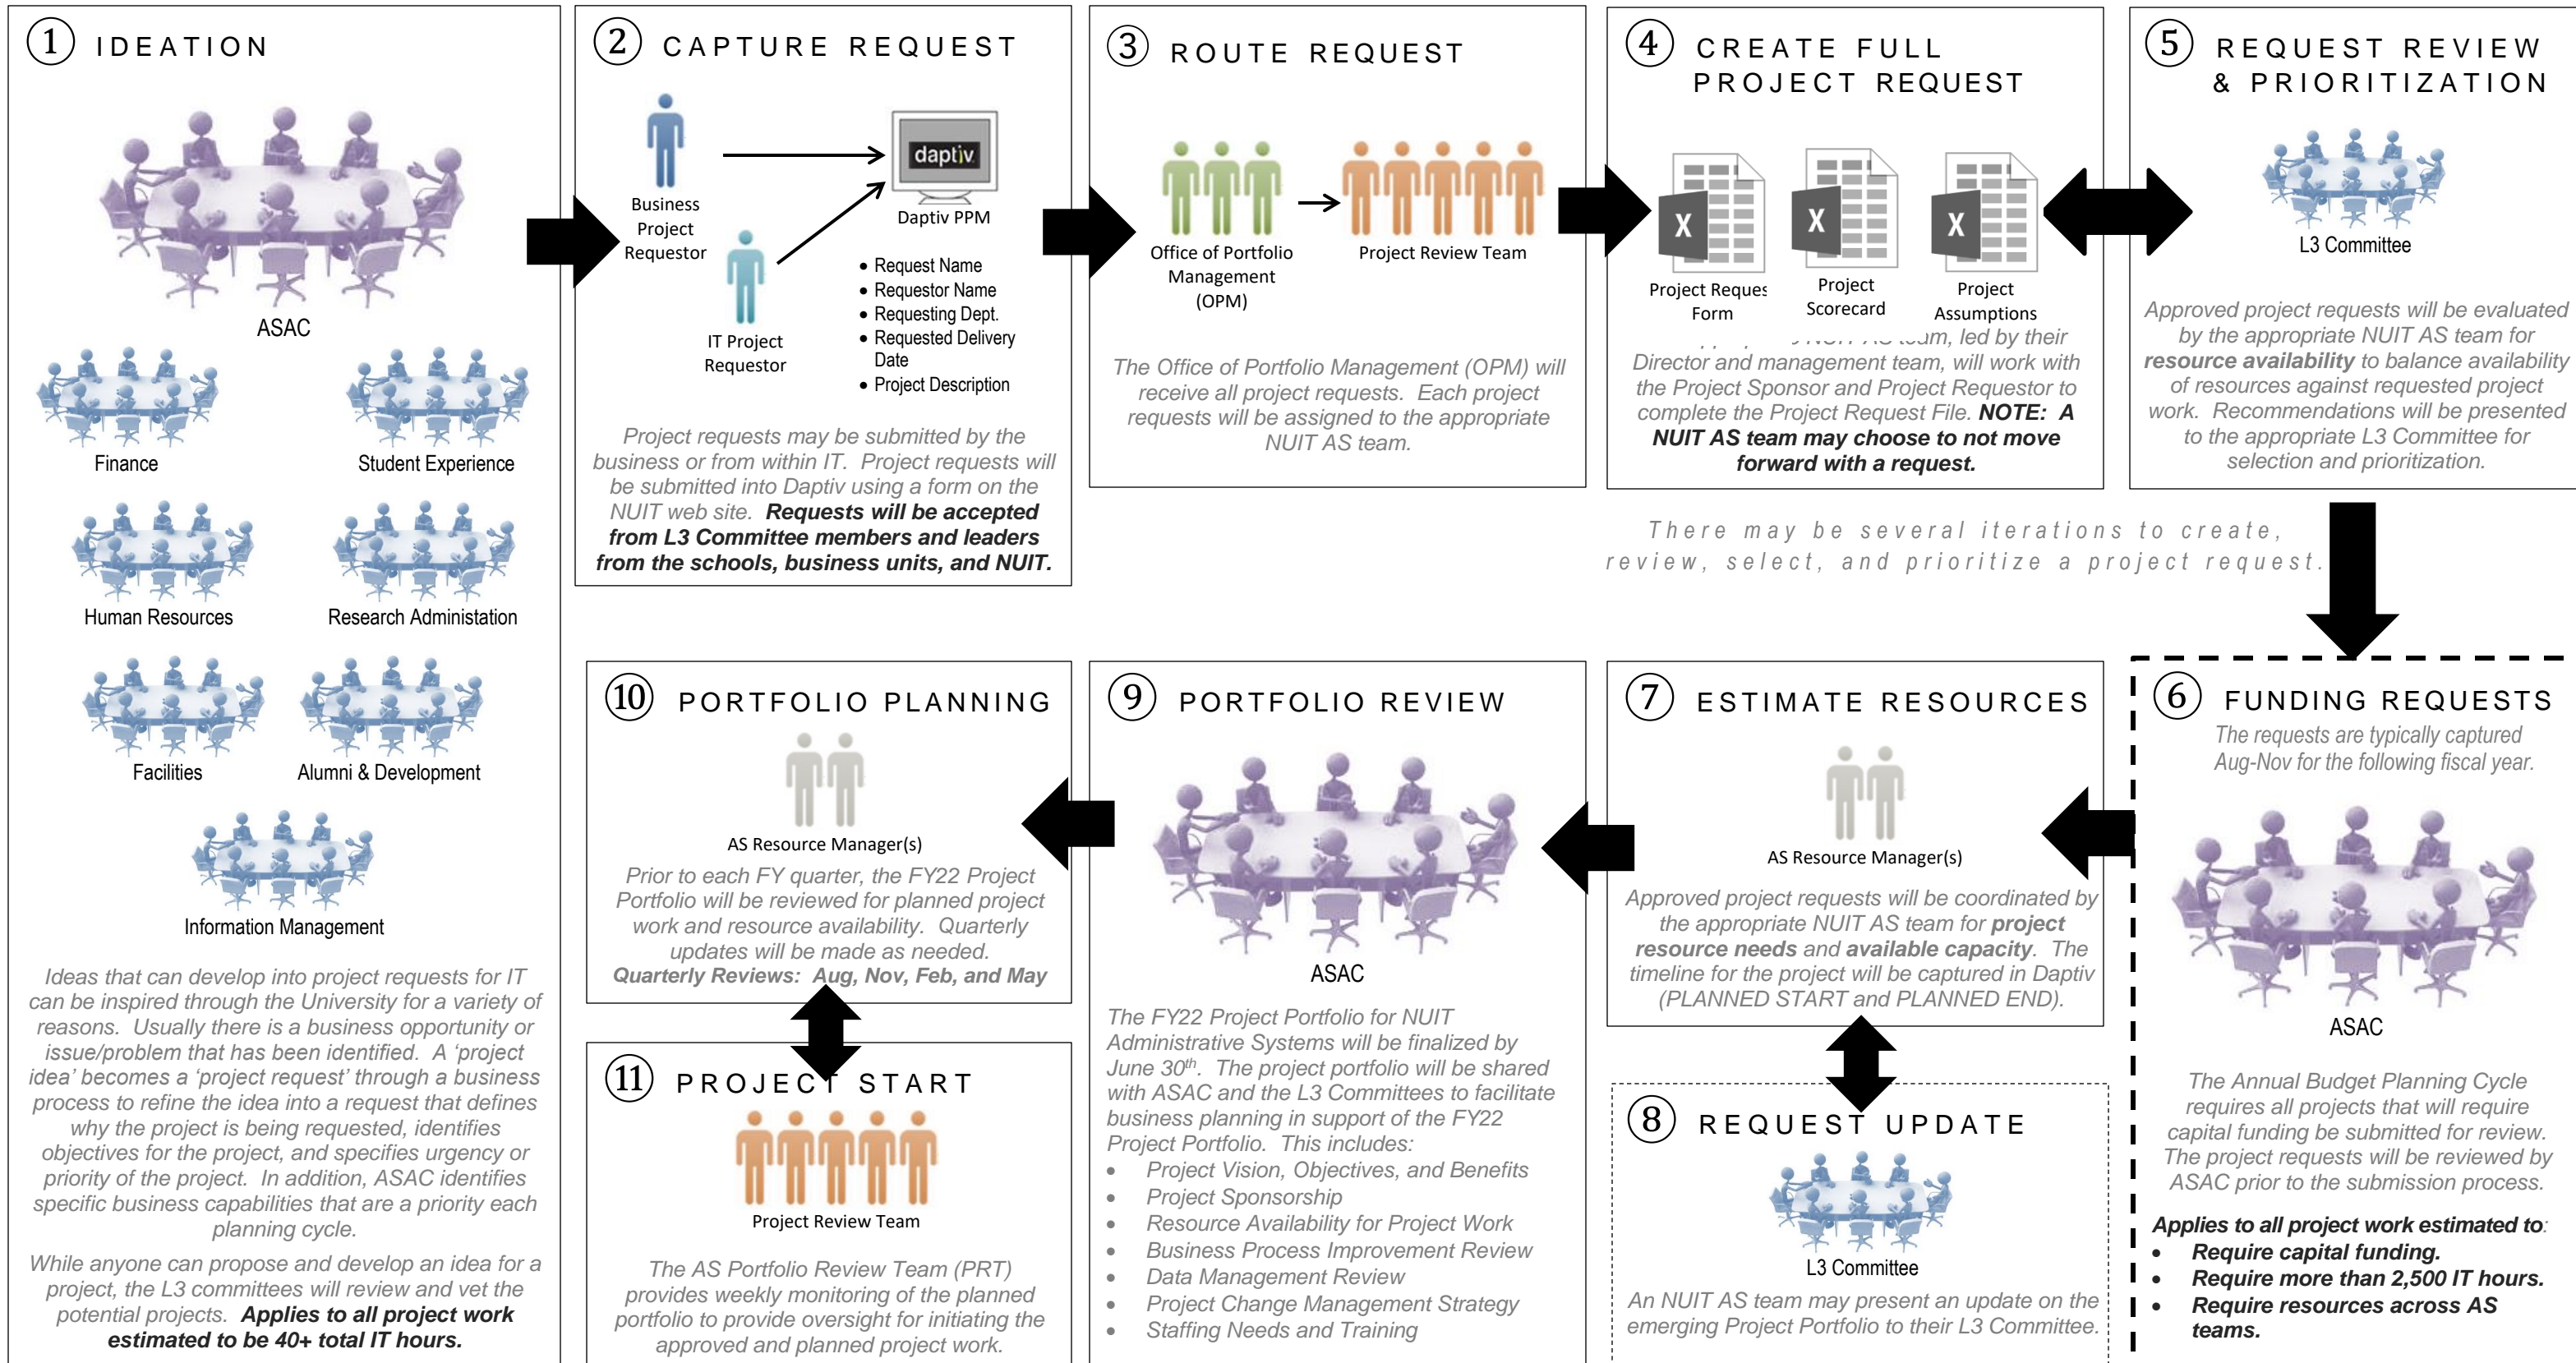 ① IDEATION
ASAC
Finance
Student Experience
Human Resources
Research Administation
Facilities
Alumni & Development
Information Management
Ideas that can develop into project requests for IT
can be inspired through the University for a variety of
reasons. Usually there is a business opportunity or
issue/problem that has been identified. A ‘project
idea’ becomes a ‘project request’ through a business
process to refine the idea into a request that defines
why the project is being requested, identifies
objectives for the project, and specifies urgency or
priority of the project. In addition, ASAC identifies
specific business capabilities that are a priority each
planning cycle.
While anyone can propose and develop an idea for a
project, the L3 committees will review and vet the
potential projects. Applies to all project work
estimated to be 40+ total IT hours.
② CAPTURE REQUEST
Business
Project
Requestor
daptiv
Daptiv PPM
IT Project
Requestor
• Request Name
• Requestor Name
• Requesting Dept.
• Requested Delivery
Date
• Project Description
Project requests may be submitted by the
business or from within IT. Project requests will
be submitted into Daptiv using a form on the
NUIT web site. Requests will be accepted
from L3 Committee members and leaders
from the schools, business units, and NUIT.
③ ROUTE REQUEST
Office of Portfolio
Management
(OPM)
Project Review Team
The Office of Portfolio Management (OPM) will
receive all project requests. Each project
requests will be assigned to the appropriate
NUIT AS team.
④ CREATE FULL
PROJECT REQUEST
X
X
X
Project Reques
Form
Project
Scorecard
Project
Assumptions
team, led by their
Director and management team, will work with
the Project Sponsor and Project Requestor to
complete the Project Request File. NOTE: A
NUIT AS team may choose to not move
forward with a request.
⑤ REQUEST REVIEW
& PRIORITIZATION
L3 Committee
Approved project requests will be evaluated
by the appropriate NUIT AS team for
resource availability to balance availability
of resources against requested project
work. Recommendations will be presented
to the appropriate L3 Committee for
selection and prioritization.
There may be several iterations to create,
review, select, and prioritize a project request.
⑥ FUNDING REQUESTS
The requests are typically captured
Aug-Nov for the following fiscal year.
ASAC
The Annual Budget Planning Cycle
requires all projects that will require
capital funding be submitted for review.
The project requests will be reviewed by
ASAC prior to the submission process.
Applies to all project work estimated to:
• Require capital funding.
• Require more than 2,500 IT hours.
• Require resources across AS
teams.
⑦ ESTIMATE RESOURCES
AS Resource Manager(s)
Approved project requests will be coordinated by
the appropriate NUIT AS team for project
resource needs and available capacity. The
timeline for the project will be captured in Daptiv
(PLANNED START and PLANNED END).
⑧ REQUEST UPDATE
L3 Committee
An NUIT AS team may present an update on the
emerging Project Portfolio to their L3 Committee.
⑨ PORTFOLIO REVIEW
ASAC
The FY22 Project Portfolio for NUIT
Administrative Systems will be finalized by
June 30th. The project portfolio will be shared
with ASAC and the L3 Committees to facilitate
business planning in support of the FY22
Project Portfolio. This includes:
• Project Vision, Objectives, and Benefits
• Project Sponsorship
• Resource Availability for Project Work
• Business Process Improvement Review
• Data Management Review
• Project Change Management Strategy
• Staffing Needs and Training
⑩ PORTFOLIO PLANNING
AS Resource Manager(s)
Prior to each FY quarter, the FY22 Project
Portfolio will be reviewed for planned project
work and resource availability. Quarterly
updates will be made as needed.
Quarterly Reviews: Aug, Nov, Feb, and May
⑪ PROJECT START
Project Review Team
The AS Portfolio Review Team (PRT)
provides weekly monitoring of the planned
portfolio to provide oversight for initiating the
approved and planned project work.